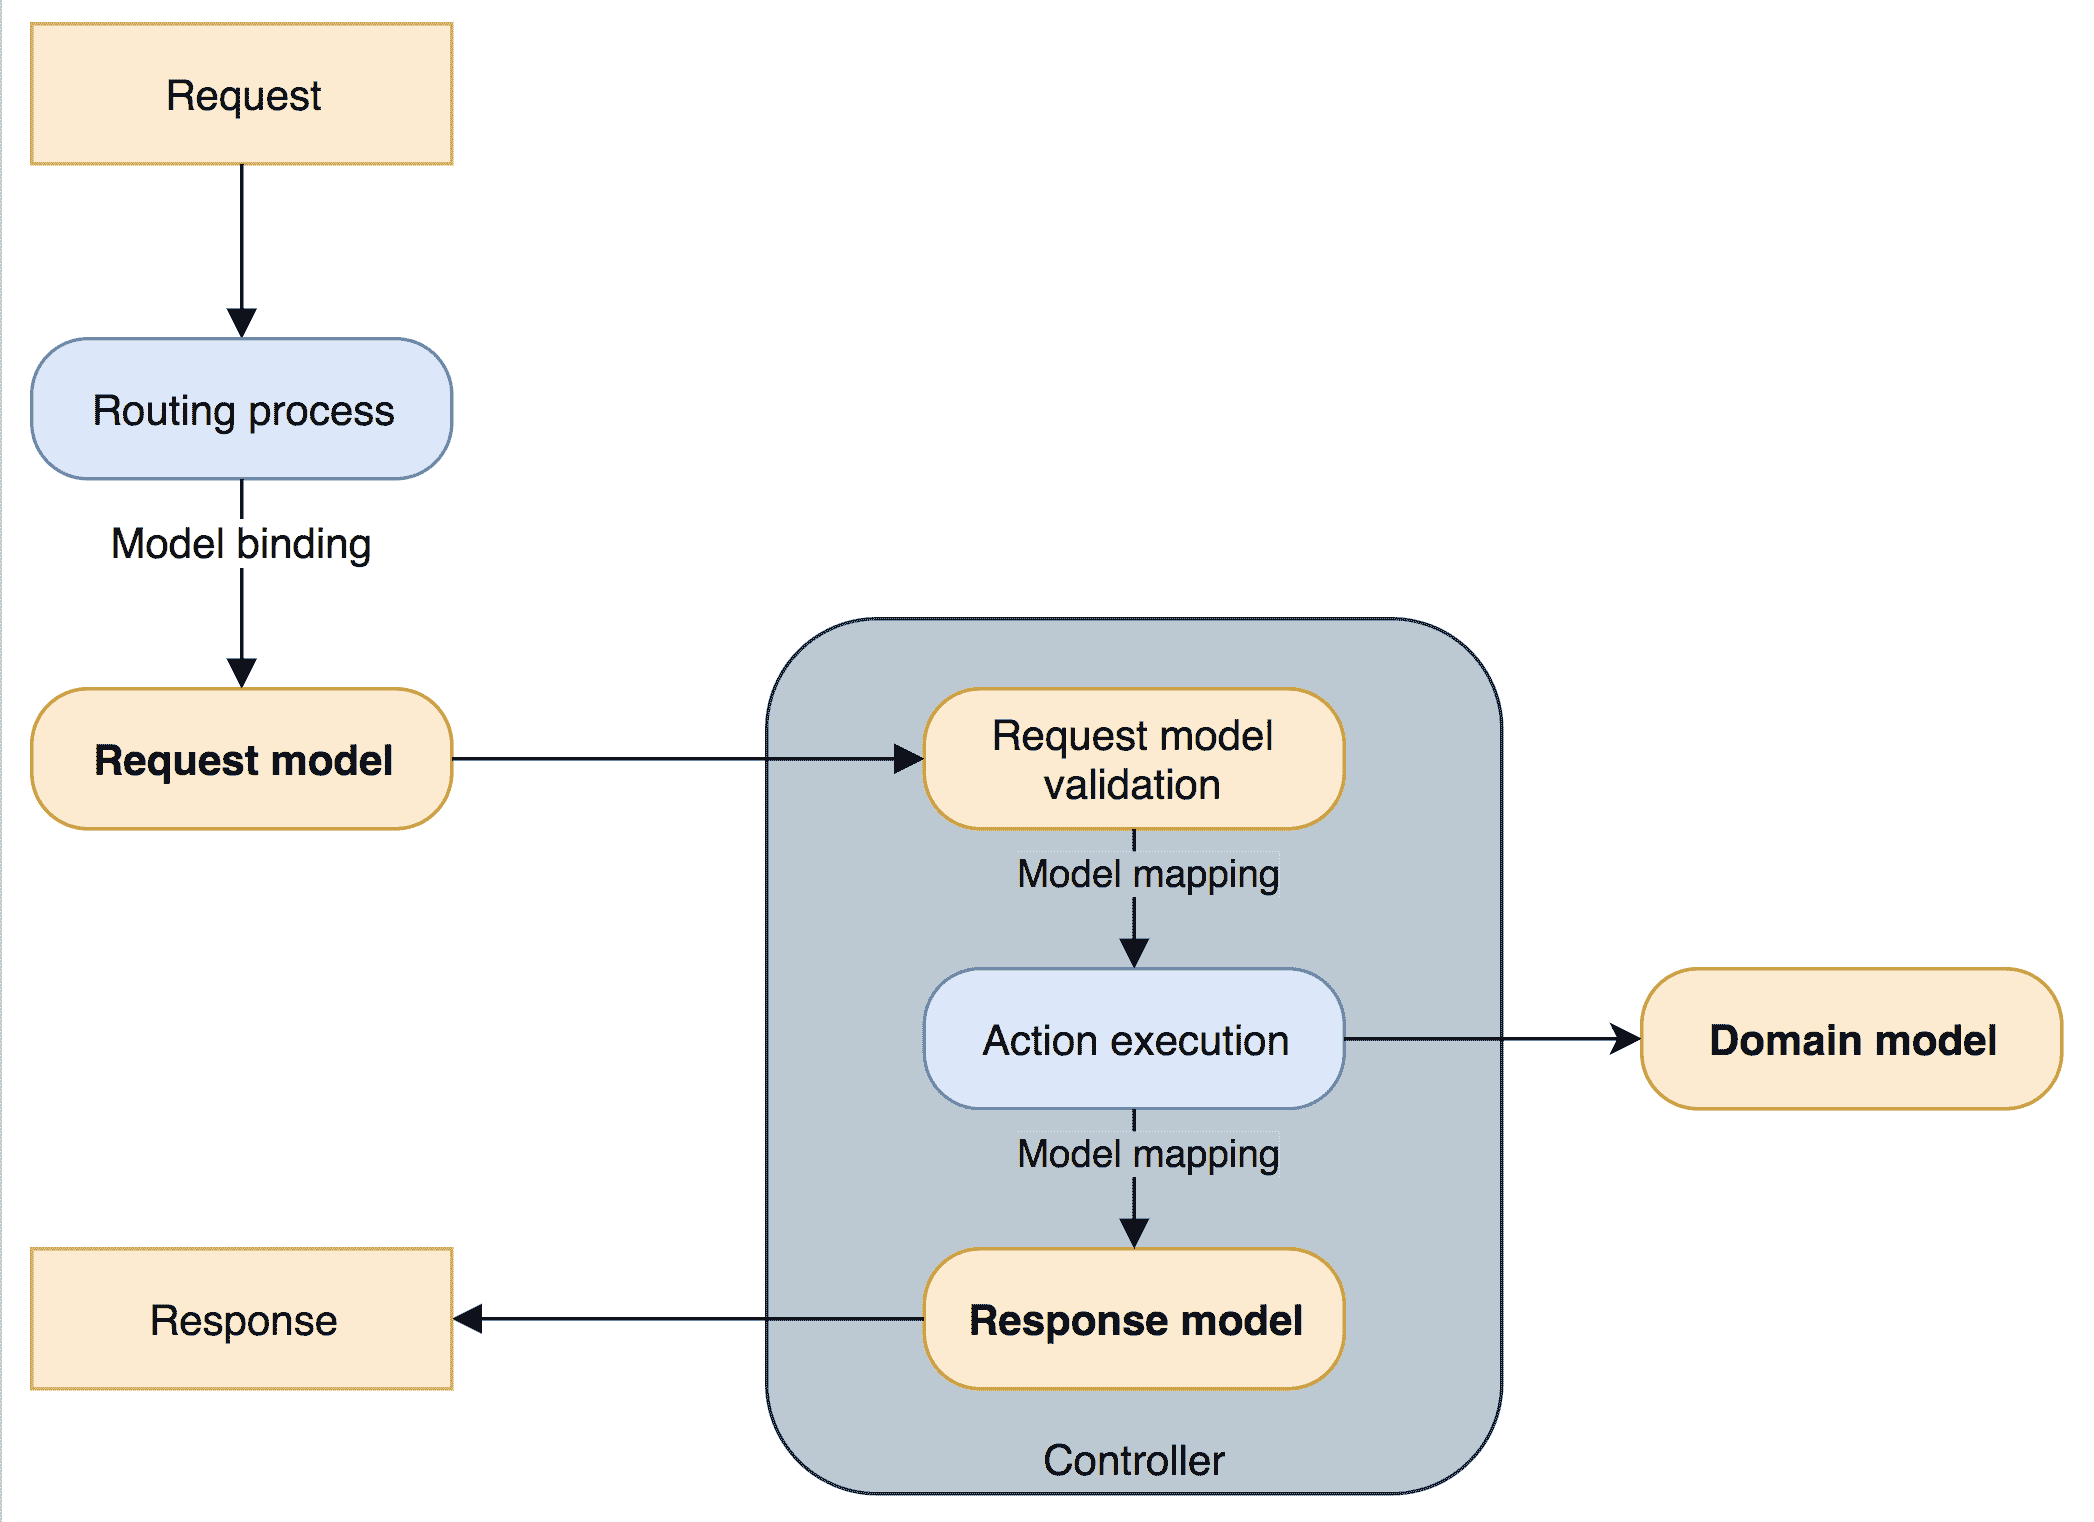 Request
Routing process
Model binding
Request model
Request model
validation
Model mapping
Action execution
Domain model
Model mapping
Response model
Response
Controller